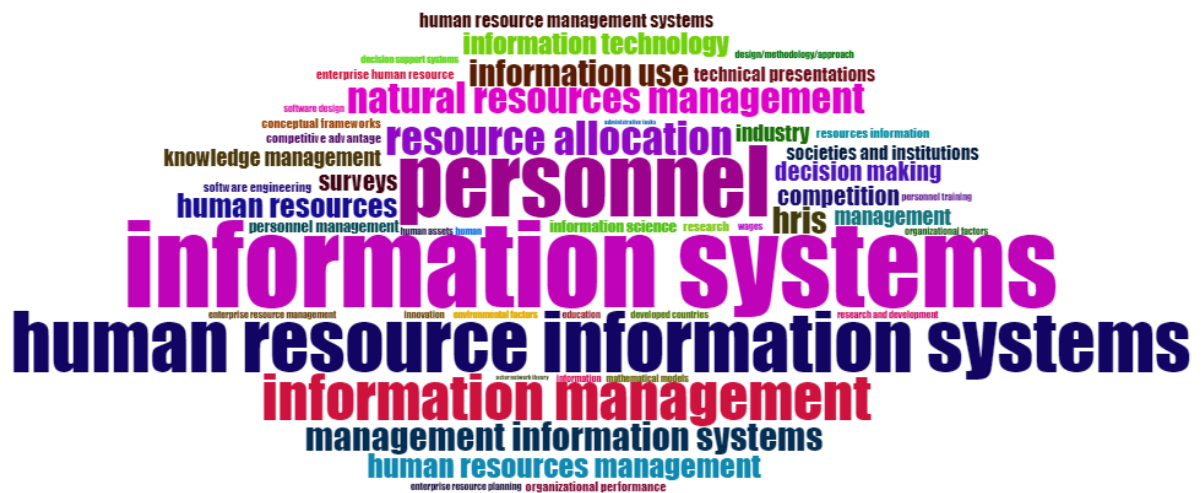 human resource management systems
information technology
design/methodology/approach
decision support systems
enterprise human resource
information use
technical presentations
natural resources management
software design
administrative tasks
conceptual frameworks
resource allocation
industry
resources information
competitive advantage
knowledge management
personnel
societies and institutions
decision making
software engineering
surveys
competition
personnel training
human resources
hris
management
personnel management
human assets
human
information science
research
wages
organizational factors
information systems
enterprise resource management
innovation
environmental factors
education
developed countries
research and development
human resource information systems
information
mathematical models
information management
management information systems
human resources management
enterprise resource planning
organizational performance